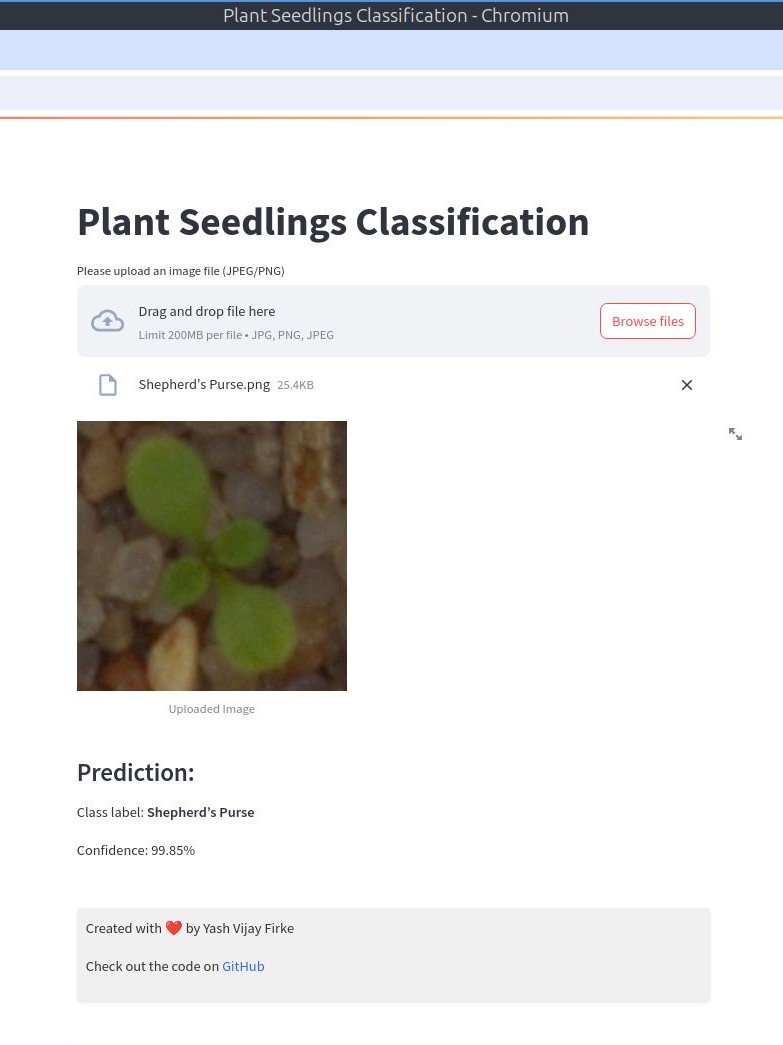 Plant Seedlings Classification - Chromium
Plant Seedlings Classification
Please upload an image file (JPEG/PNG)
Drag and drop file here
Limit 200MB per file • JPG, PNG, JPEG
Browse files
Shepherd's Purse.png 25.4KB
Uploaded Image
Prediction:
Class label: Shepherd’s Purse
Confidence: 99.85%
Created with ❤️ by Yash Vijay Firke
Check out the code on GitHub